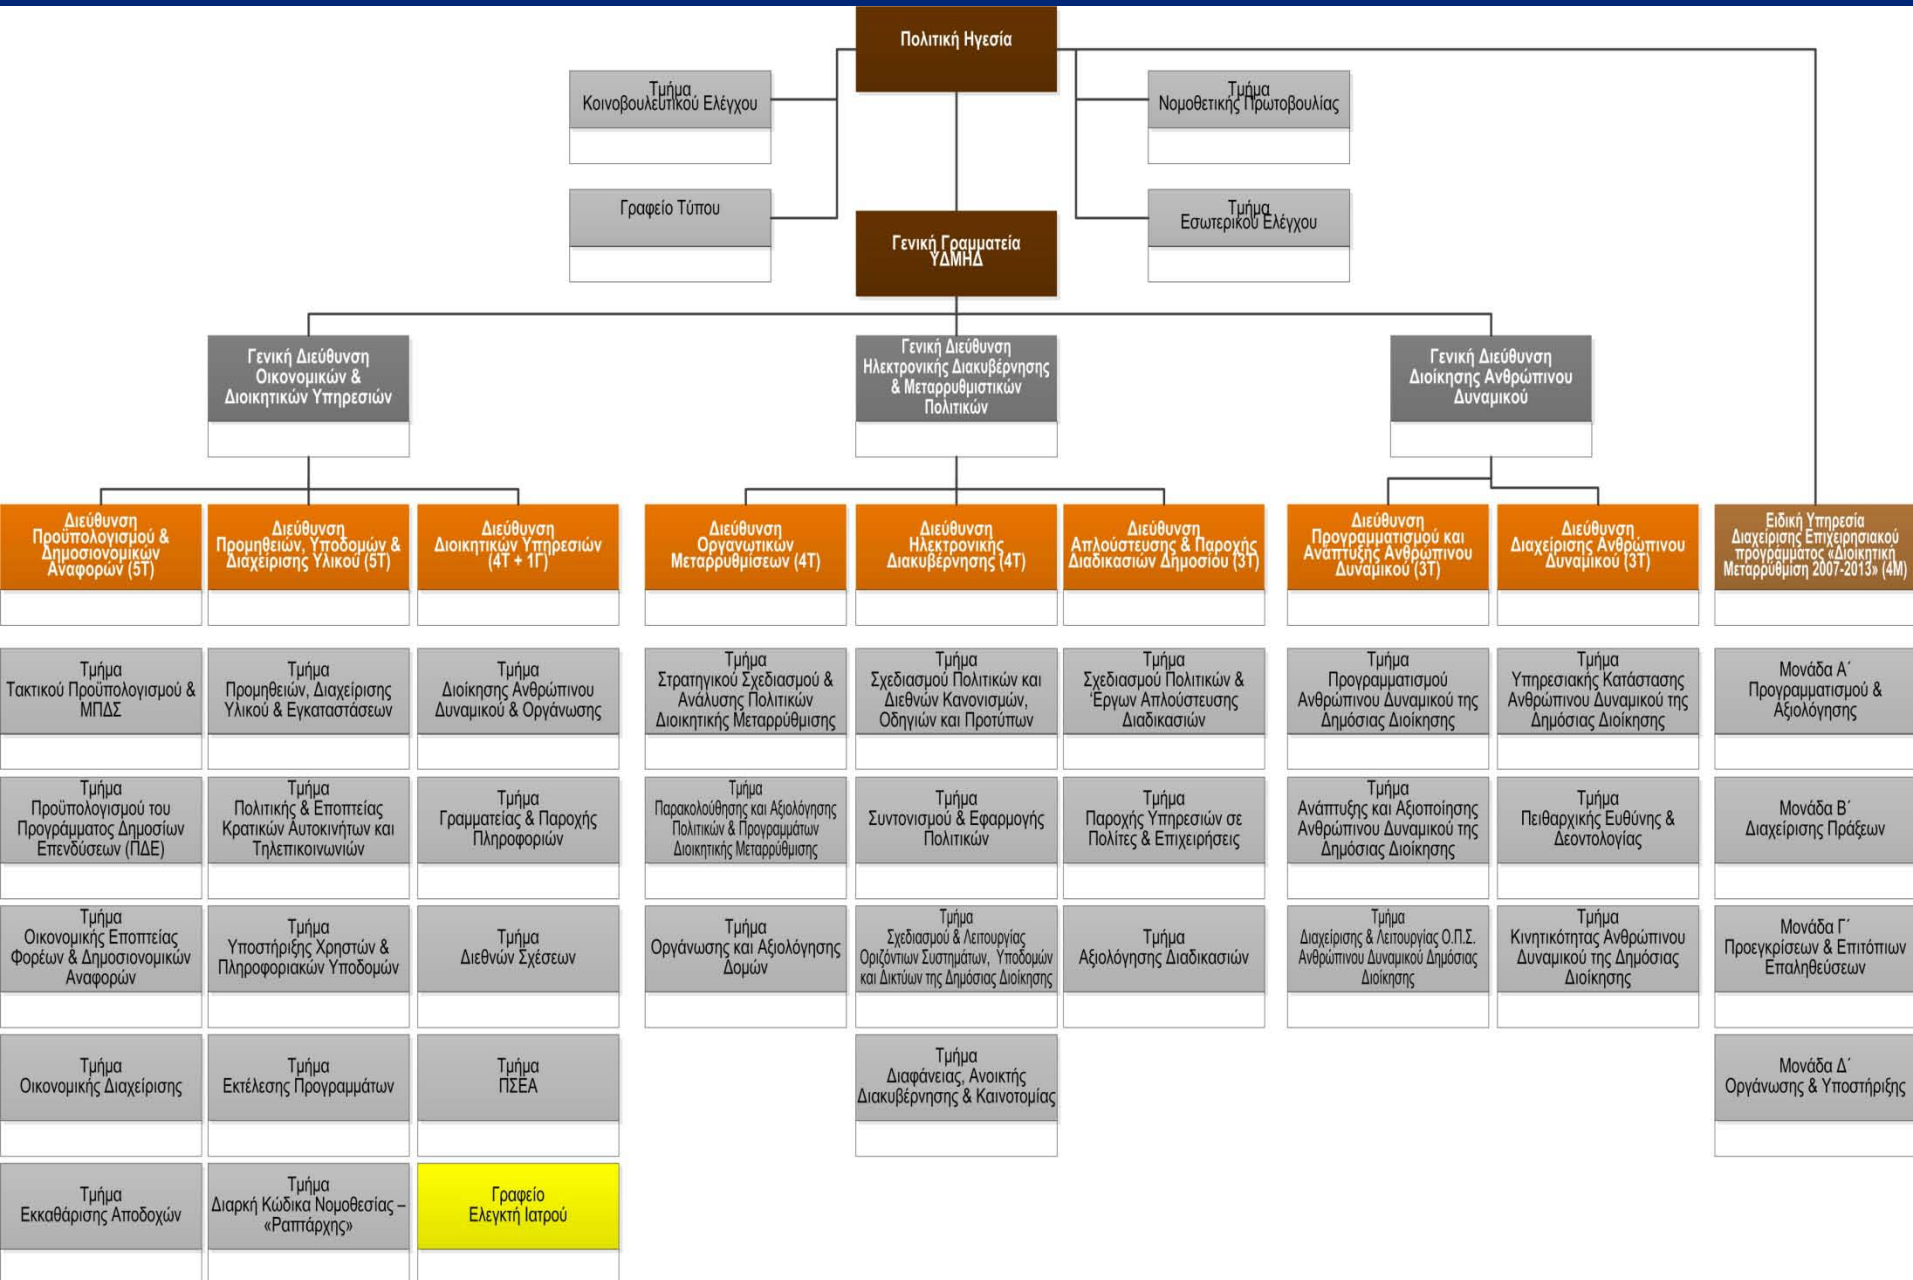 Πολιτική Ηγεσία
Τμήμα
Κοινοβουλευτικού Ελέγχου
Τμήμα
Νομοθετικής Πρωτοβουλίας
Γραφείο Τύπου
Τμήμα
Εσωτερικού Ελέγχου
Γενική Γραμματεία
ΥΔΜΗΔ
Γενική Διεύθυνση
Οικονομικών &
Διοικητικών Υπηρεσιών
Γενική Διεύθυνση
Ηλεκτρονικής Διακυβέρνησης
& Μεταρρυθμιστικών
Πολιτικών
Γενική Διεύθυνση
Διοίκησης Ανθρώπινου
Δυναμικού
Διεύθυνση
Προϋπολογισμού &
Δημοσιονομικών
Αναφορών (5Τ)
Διεύθυνση
Προμηθειών, Υποδομών &
Διαχείρισης Υλικού (5Τ)
Διεύθυνση
Διοικητικών Υπηρεσιών
(4Τ + 1Γ)
Διεύθυνση
Οργανωτικών
Μεταρρυθμίσεων (4Τ)
Διεύθυνση
Ηλεκτρονικής
Διακυβέρνησης (4Τ)
Διεύθυνση
Απλούστευσης & Παροχής
Διαδικασιών Δημοσίου (3Τ)
Διεύθυνση
Προγραμματισμού και
Ανάπτυξης Ανθρώπινου
Δυναμικού (3Τ)
Διεύθυνση
Διαχείρισης Ανθρώπινου
Δυναμικού (3Τ)
Ειδική Υπηρεσία
Διαχείρισης Επιχειρησιακού
προγράμματος «Διοικητική
Μεταρρύθμιση 2007-2013» (4Μ)
Τμήμα
Τακτικού Προϋπολογισμού &
ΜΠΔΣ
Τμήμα
Προμηθειών, Διαχείρισης
Υλικού & Εγκαταστάσεων
Τμήμα
Διοίκησης Ανθρώπινου
Δυναμικού & Οργάνωσης
Τμήμα
Στρατηγικού Σχεδιασμού &
Ανάλυσης Πολιτικών
Διοικητικής Μεταρρύθμισης
Τμήμα
Σχεδιασμού Πολιτικών και
Διεθνών Κανονισμών,
Οδηγιών και Προτύπων
Τμήμα
Σχεδιασμού Πολιτικών &
Έργων Απλούστευσης
Διαδικασιών
Τμήμα
Προγραμματισμού
Ανθρώπινου Δυναμικού της
Δημόσιας Διοίκησης
Τμήμα
Υπηρεσιακής Κατάστασης
Ανθρώπινου Δυναμικού της
Δημόσιας Διοίκησης
Μονάδα Α΄
Προγραμματισμού &
Αξιολόγησης
Τμήμα
Προϋπολογισμού του
Προγράμματος Δημοσίων
Επενδύσεων (ΠΔΕ)
Τμήμα
Πολιτικής & Εποπτείας
Κρατικών Αυτοκινήτων και
Τηλεπικοινωνιών
Τμήμα
Γραμματείας & Παροχής
Πληροφοριών
Τμήμα
Παρακολούθησης και Αξιολόγησης
Πολιτικών & Προγραμμάτων
Διοικητικής Μεταρρύθμισης
Τμήμα
Συντονισμού & Εφαρμογής
Πολιτικών
Τμήμα
Παροχής Υπηρεσιών σε
Πολίτες & Επιχειρήσεις
Τμήμα
Ανάπτυξης και Αξιοποίησης
Ανθρώπινου Δυναμικού της
Δημόσιας Διοίκησης
Τμήμα
Πειθαρχικής Ευθύνης &
Δεοντολογίας
Μονάδα Β΄
Διαχείρισης Πράξεων
Τμήμα
Οικονομικής Εποπτείας
Φορέων & Δημοσιονομικών
Αναφορών
Τμήμα
Υποστήριξης Χρηστών &
Πληροφοριακών Υποδομών
Τμήμα
Διεθνών Σχέσεων
Τμήμα
Οργάνωσης και Αξιολόγησης
Δομών
Τμήμα
Σχεδιασμού & Λειτουργίας
Οριζόντιων Συστημάτων, Υποδομών
και Δικτύων της Δημόσιας Διοίκησης
Τμήμα
Αξιολόγησης Διαδικασιών
Τμήμα
Διαχείρισης & Λειτουργίας Ο.Π.Σ.
Ανθρώπινου Δυναμικού Δημόσιας
Διοίκησης
Τμήμα
Κινητικότητας Ανθρώπινου
Δυναμικού της Δημόσιας
Διοίκησης
Μονάδα Γ΄
Προεγκρίσεων & Επιτόπιων
Επαληθεύσεων
Τμήμα
Οικονομικής Διαχείρισης
Τμήμα
Εκτέλεσης Προγραμμάτων
Τμήμα
ΠΣΕΑ
Τμήμα
Διαφάνειας, Ανοικτής
Διακυβέρνησης & Καινοτομίας
Μονάδα Δ΄
Οργάνωσης & Υποστήριξης
Τμήμα
Εκκαθάρισης Αποδοχών
Τμήμα
Διαρκή Κώδικα Νομοθεσίας –
«Ραπτάρχης»
Γραφείο
Ελεγκτή Ιατρού